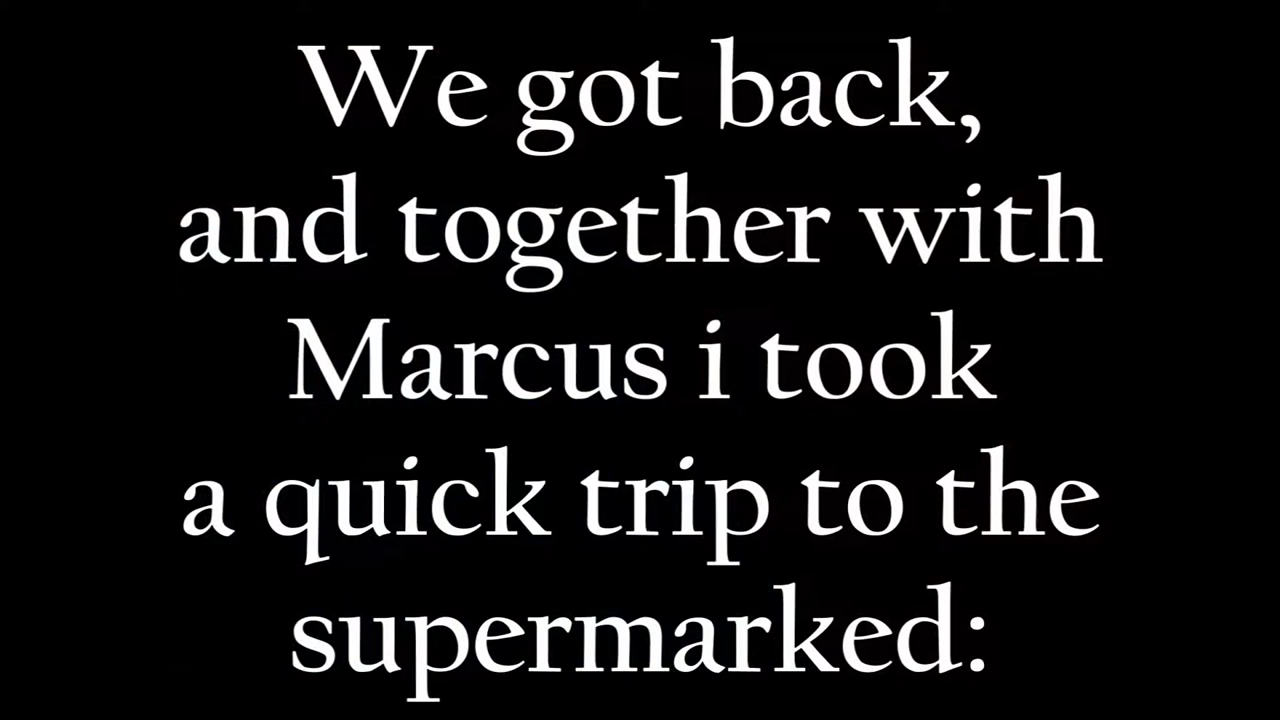 We got back,
and together with
Marcus i took
a quick trip to the
supermarked: